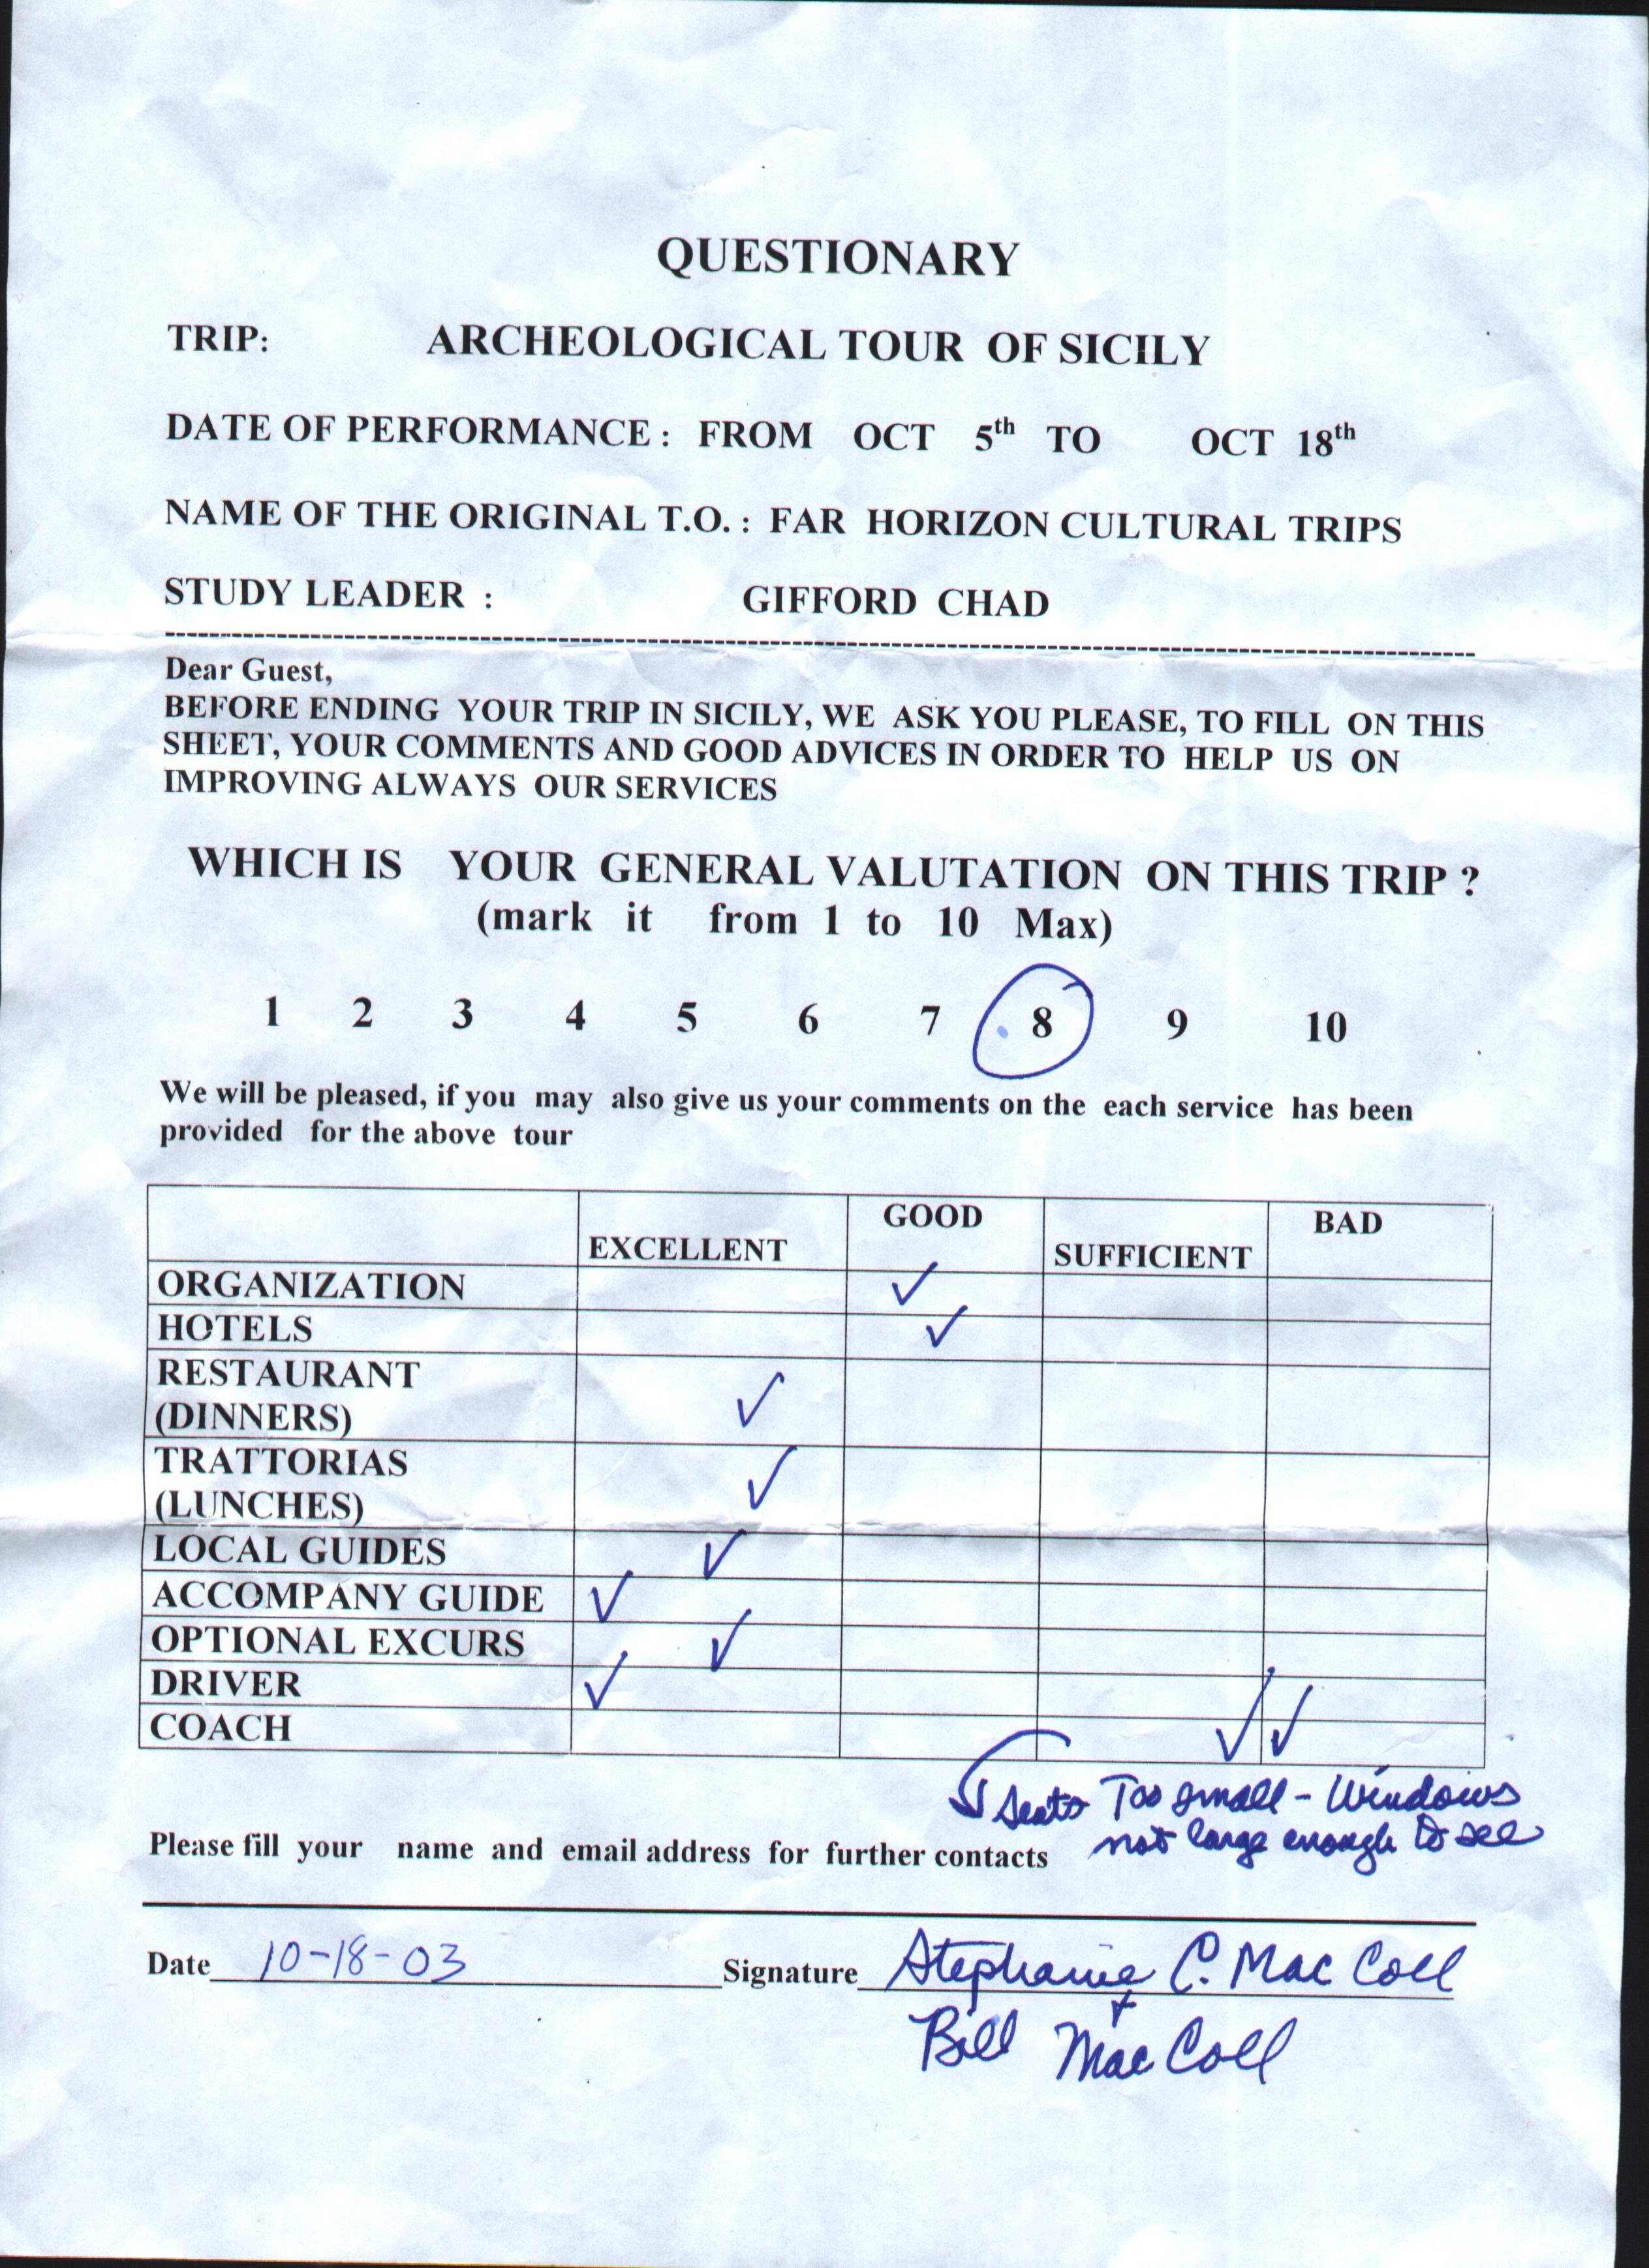 QUESTIONARY
TRIP: ARCHEOLOGICAL TOUR OF SICILY
DATE OF PERFORMANCE : FROM OCT 5th TO OCT 18th
NAME OF THE ORIGINAL T.O. : FAR HORIZON CULTURAL TRIPS
STUDY LEADER : GIFFORD CHAD
Dear Guest,
BEFORE ENDING YOUR TRIP IN SICILY, WE ASK YOU PLEASE, TO FILL ON THIS
SHEET, YOUR COMMENTS AND GOOD ADVICES IN ORDER TO HELP US ON
IMPROVING ALWAYS OUR SERVICES
WHICH IS YOUR GENERAL VALUTATION ON THIS TRIP ?
(mark it from 1 to 10 Max)
1 2 3 4 5 6 7 8 9 10
We will be pleased, if you may also give us your comments on the each service has been
provided for the above tour
EXCELLENT GOOD SUFFICIENT BAD
ORGANIZATION ✓
HOTELS ✓
RESTAURANT
(DINNERS) ✓
TRATTORIAS
(LUNCHES) ✓
LOCAL GUIDES ✓
ACCOMPANY GUIDE ✓
OPTIONAL EXCURS ✓
DRIVER ✓
COACH ✓ ✓
Seats Too small - Windows
not large enough to see
Please fill your name and email address for further contacts
Date 10-18-03 Signature Stephanie C. Mac Coll
+
Bill Mac Coll